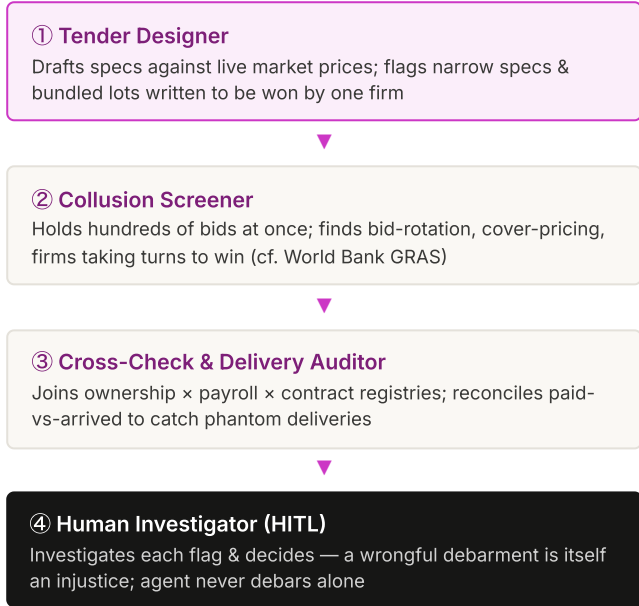 ① Tender Designer
Drafts specs against live market prices; flags narrow specs &
bundled lots written to be won by one firm
② Collusion Screener
Holds hundreds of bids at once; finds bid-rotation, cover-pricing,
firms taking turns to win (cf. World Bank GRAS)
③ Cross-Check & Delivery Auditor
Joins ownership × payroll × contract registries; reconciles paid-
vs-arrived to catch phantom deliveries
④ Human Investigator (HITL)
Investigates each flag & decides — a wrongful debarment is itself
an injustice; agent never debars alone